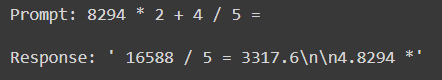 Prompt: 8294 * 2 + 4 / 5 =
Response: ' 16588 / 5 = 3317.6\n\n4.8294 *'